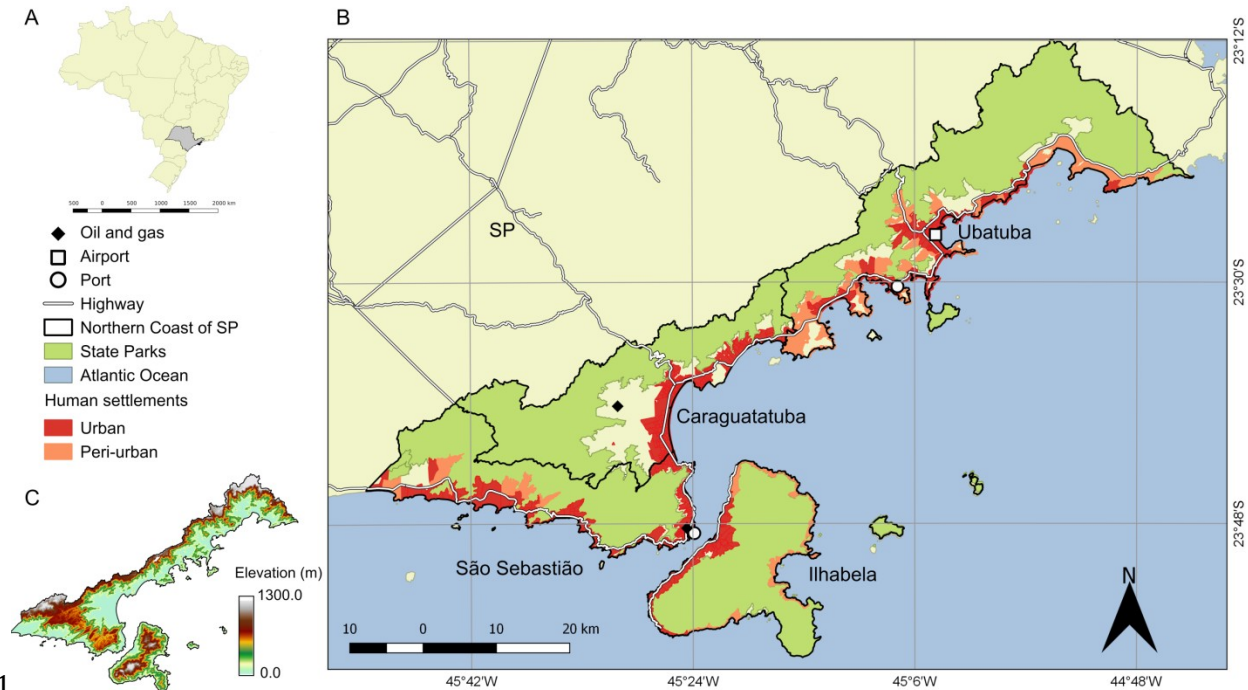 A
500 0 500 1000 1500 2000 km
Oil and gas
Airport
Port
Highway
Northern Coast of SP
State Parks
Atlantic Ocean
Human settlements
Urban
Peri-urban
C
Elevation (m)
1300.0
0.0
1
B
SP
Ubatuba
Caraguatatuba
São Sebastião
Ilhabela
N
10 0 10 20 km
23°12'S
23°30'S
23°48'S
45°42'W 45°24'W 45°6'W 44°48'W